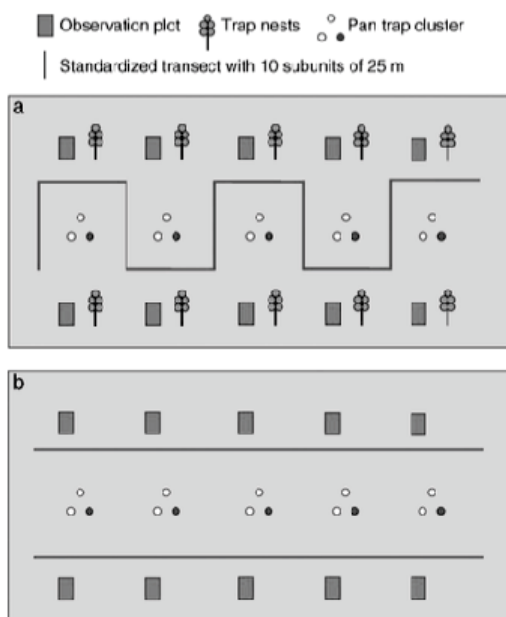 Observation plot Trap nests Pan trap cluster
Standardized transect with 10 subunits of 25 m
a
b